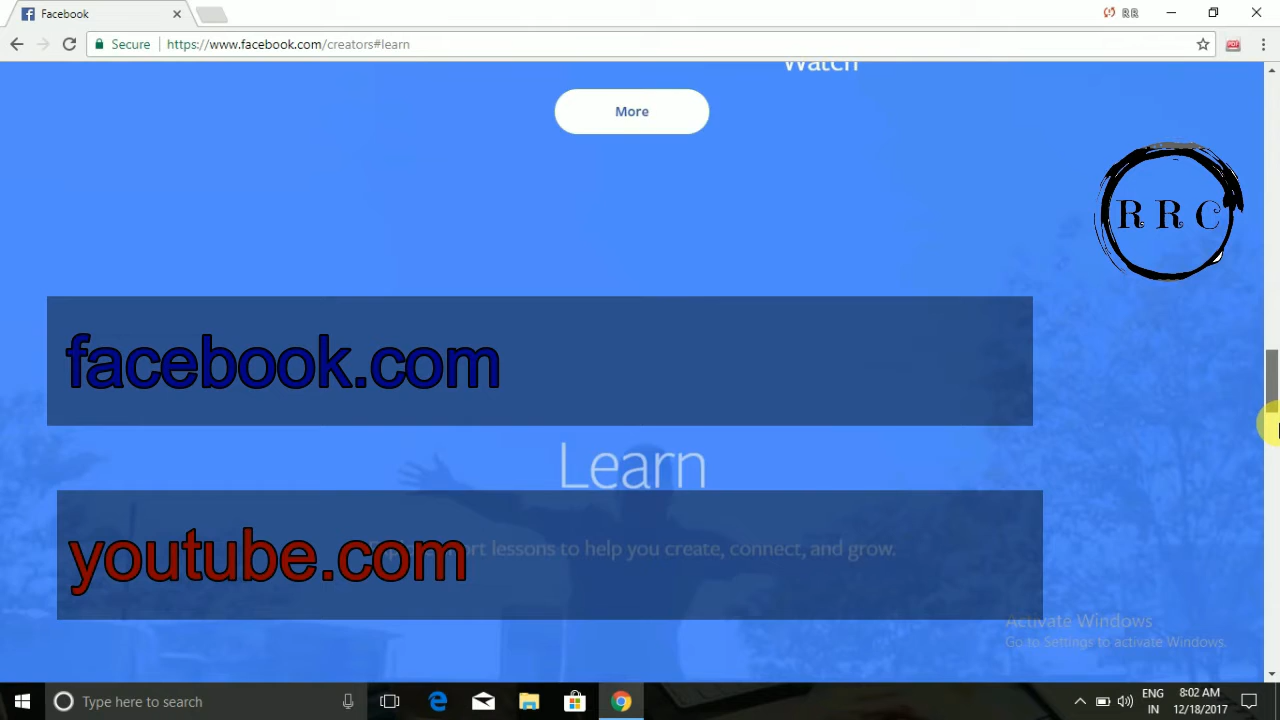 Facebook
RR
Secure
https://www.facebook.com/creators#learn
Watch
More
R R C
facebook.com
Learn
youtube.com
lessons to help you create, connect, and grow.
Activate Windows
Go to Settings to activate Windows.
Type here to search
ENG
IN
8:02 AM
12/18/2017